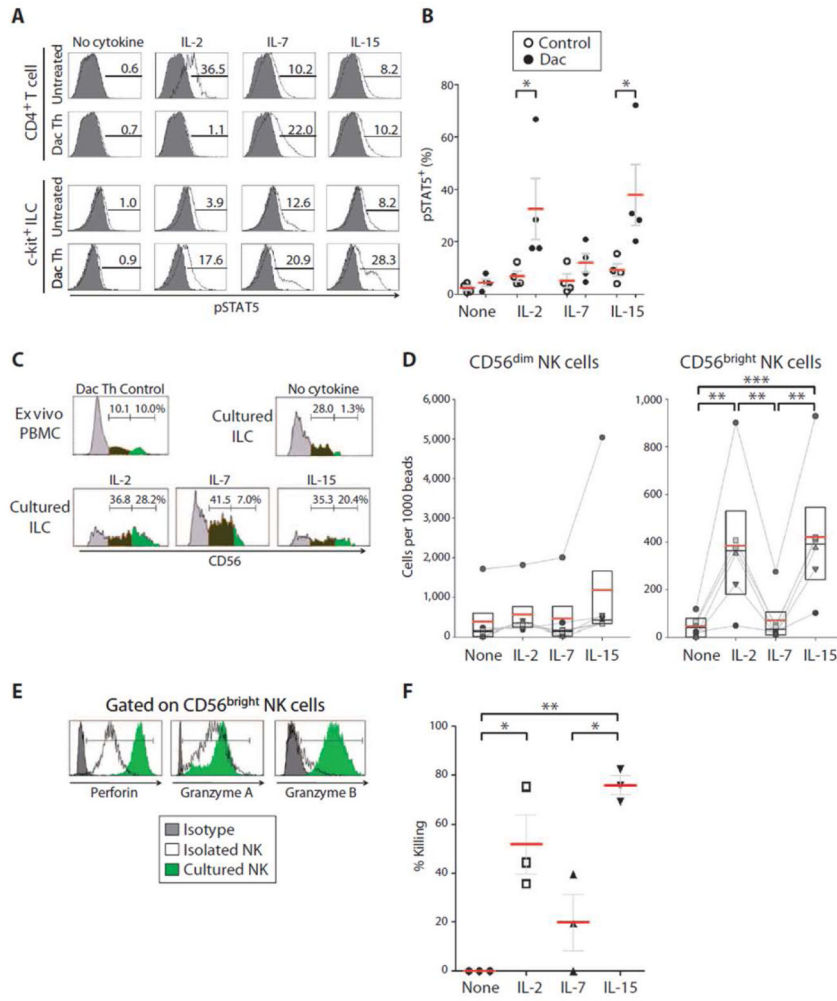 A
No cytokine IL-2 IL-7 IL-15
CD4+ T cell
Untreated
0.6 36.5 10.2 8.2
Dac Th
0.7 1.1 22.0 10.2
c-kit+ ILC
Untreated
1.0 3.9 12.6 8.2
Dac Th
0.9 17.6 20.9 28.3
pSTAT5
B
Control
Dac
pSTAT5+ (%)
80
60
40
20
0
* *
None IL-2 IL-7 IL-15
C
Dac Th Control No cytokine
Ex vivo
PBMC
10.1 10.0%
Cultured
ILC
28.0 1.3%
IL-2 IL-7 IL-15
Cultured
ILC
36.8 28.2% 41.5 7.0% 35.3 20.4%
CD56
D
CD56dim NK cells
Cells per 1000 beads
6,000
5,000
4,000
3,000
2,000
1,000
0
None IL-2 IL-7 IL-15
CD56bright NK cells
***
** ** **
1,000
800
600
400
200
0
None IL-2 IL-7 IL-15
E
Gated on CD56bright NK cells
Perforin Granzyme A Granzyme B
Isotype
Isolated NK
Cultured NK
F
**
* *
% Killing
100
80
60
40
20
0
None IL-2 IL-7 IL-15